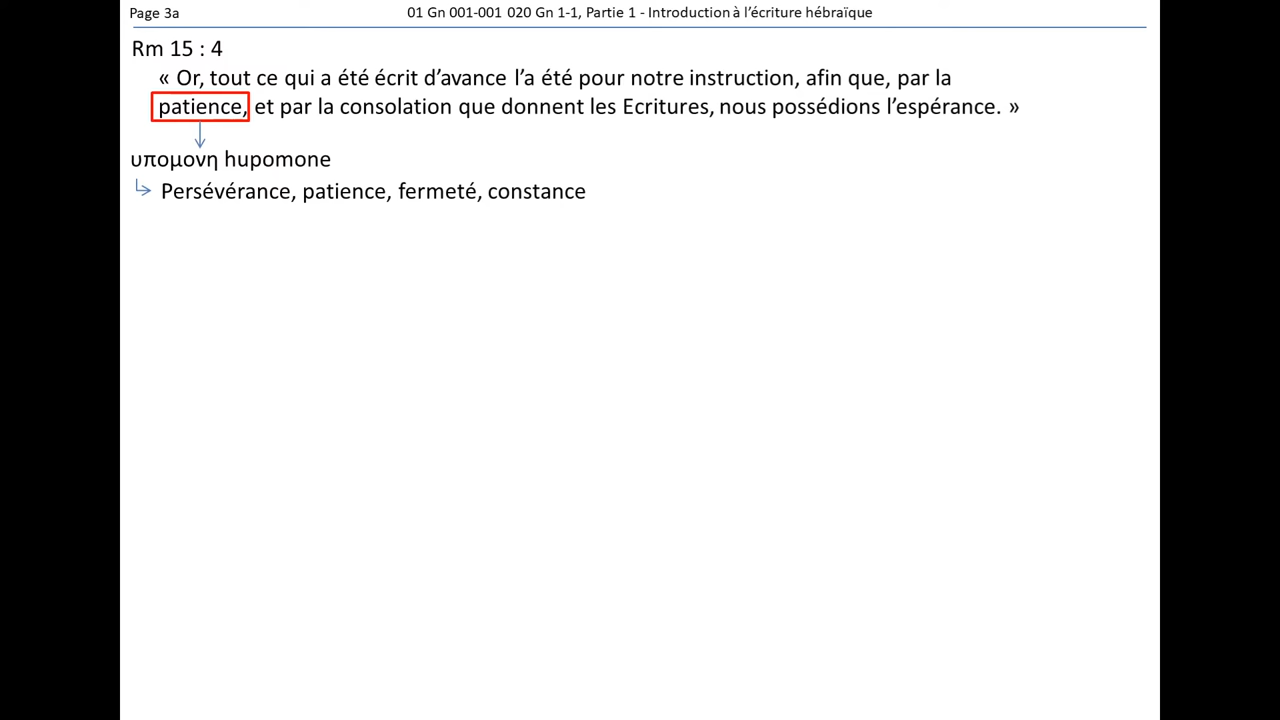 Page 3a
01 Gn 001-001 020 Gn 1-1, Partie 1 - Introduction à l’écriture hébraïque
Rm 15 : 4
« Or, tout ce qui a été écrit d’avance l’a été pour notre instruction, afin que, par la
patience, et par la consolation que donnent les Ecritures, nous possédions l’espérance. »
υπομονη hupomone
Persévérance, patience, fermeté, constance